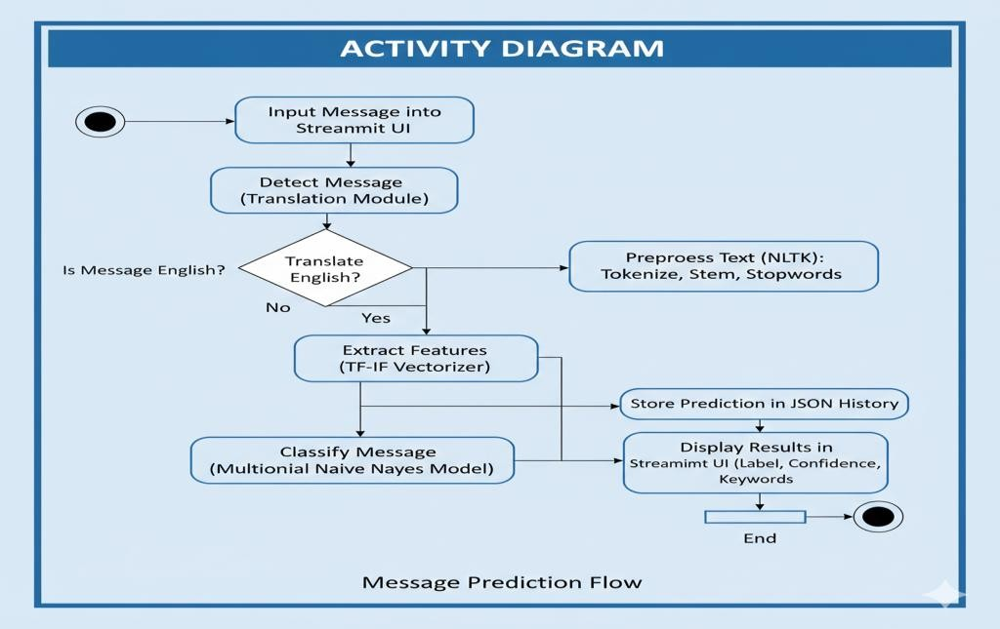 ACTIVITY DIAGRAM
Input Message into
Streanmit UI
Detect Message
(Translation Module)
Is Message English?
Translate
English?
No
Yes
Preproess Text (NLTK):
Tokenize, Stem, Stopwords
Extract Features
(TF-IF Vectorizer)
Store Prediction in JSON History
Classify Message
(Multionial Naive Nayes Model)
Display Results in
Streamimt UI (Label, Confidence,
Keywords
End
Message Prediction Flow